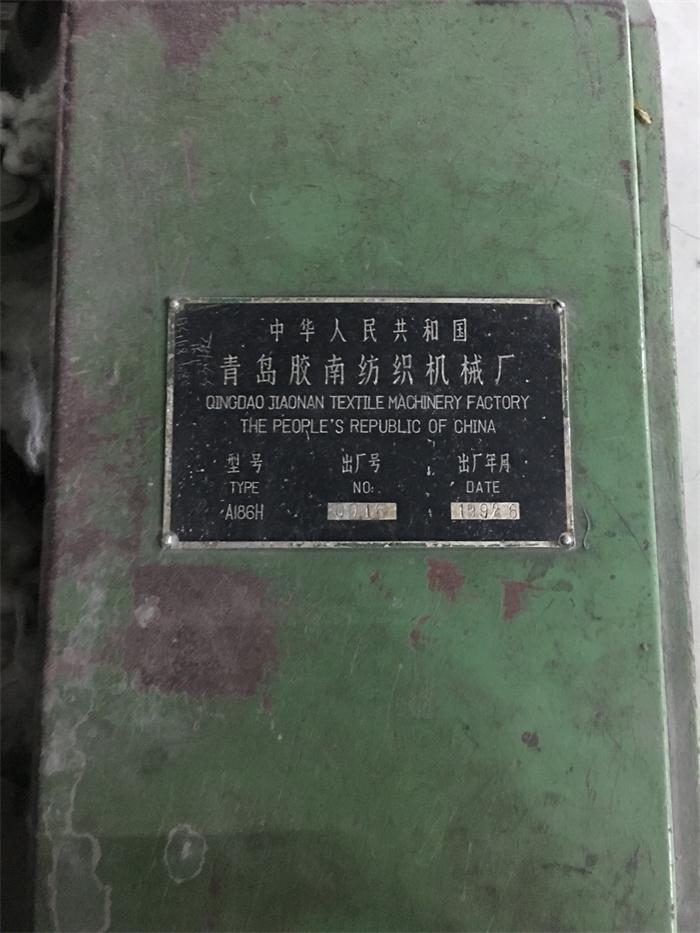 中华人民共和国
青岛胶南纺织机械厂
QINGDAO JIAONAN TEXTILE MACHINERY FACTORY
THE PEOPLE'S REPUBLIC OF CHINA
型号 出厂号 出厂年月
TYPE NO: DATE
A186H